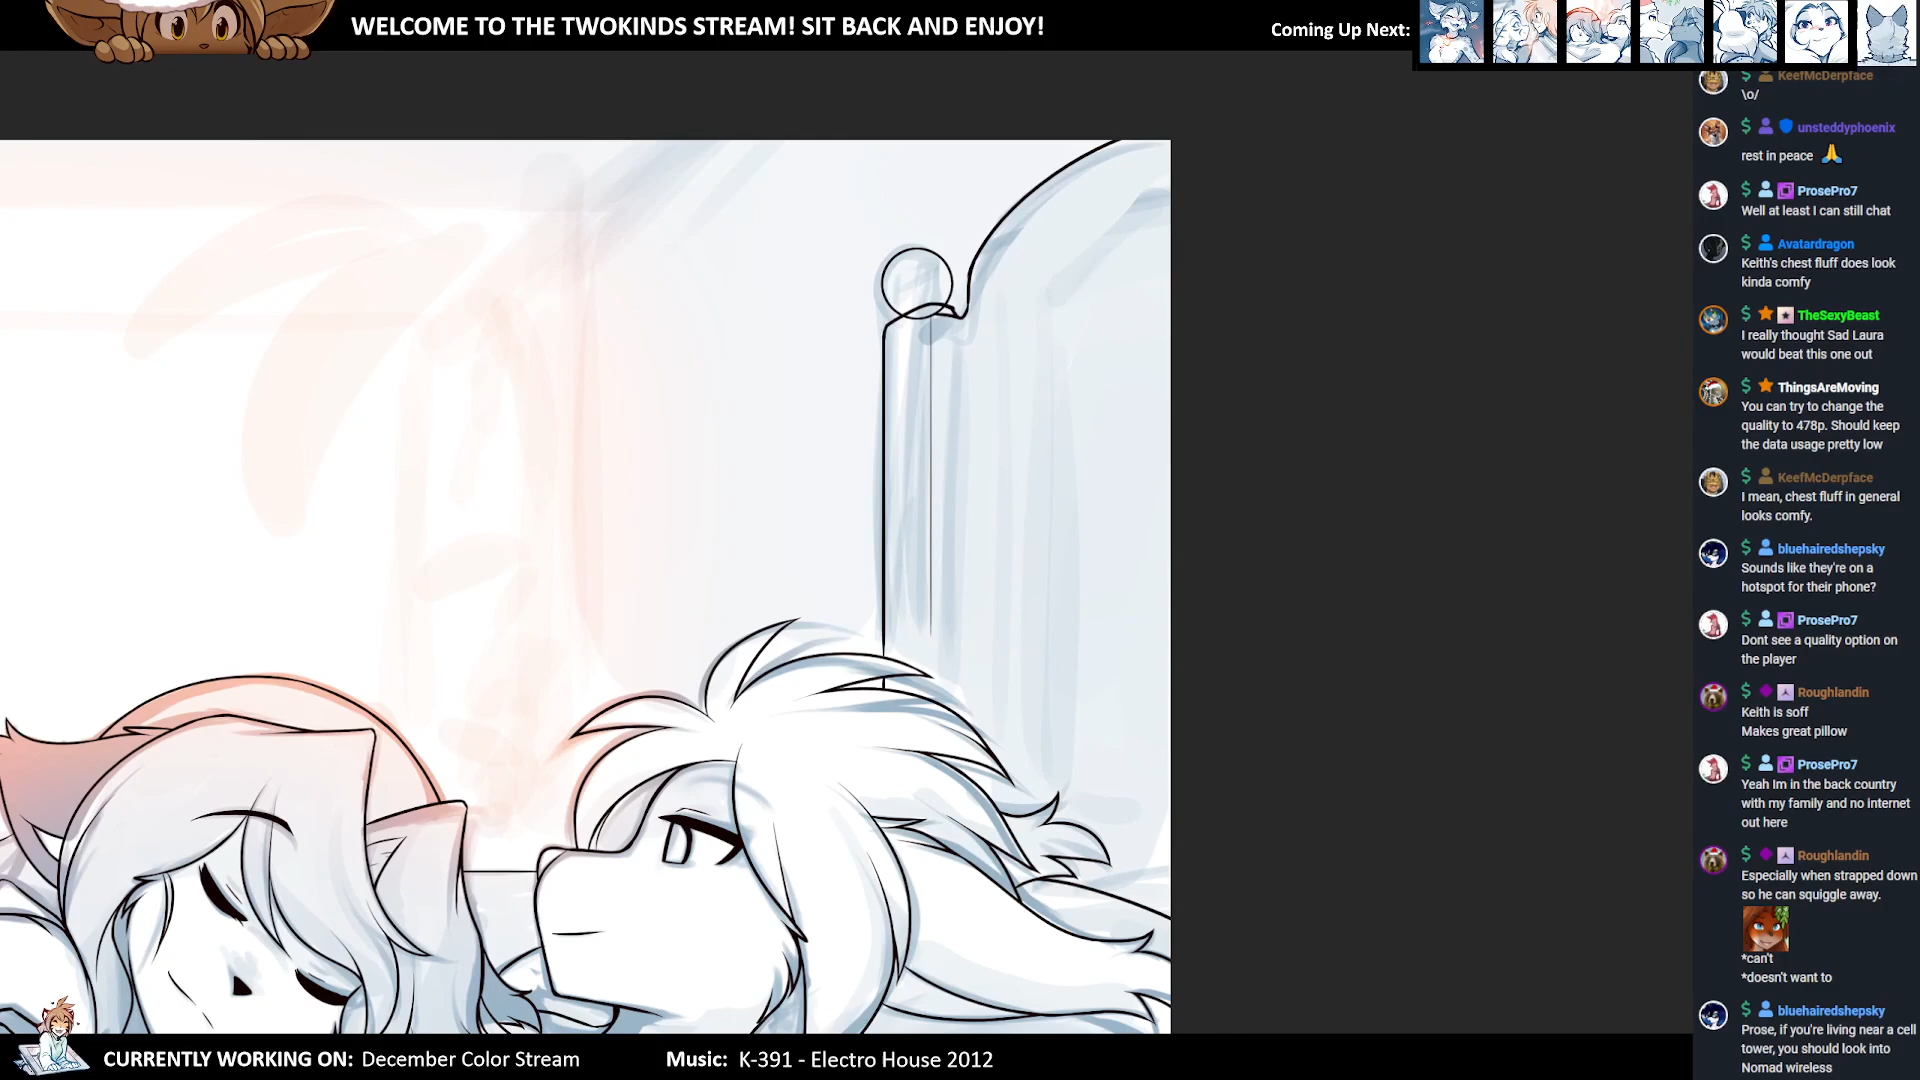 WELCOME TO THE TWOKINDS STREAM! SIT BACK AND ENJOY!
Coming Up Next:
KeefMcDerpface
\o/
unsteddyphoenix
rest in peace 🙏
ProsePro7
Well at least I can still chat
Avatardragon
Keith's chest fluff does look
kinda comfy
TheSexyBeast
I really thought Sad Laura
would beat this one out
ThingsAreMoving
You can try to change the
quality to 478p. Should keep
the data usage pretty low
KeefMcDerpface
I mean, chest fluff in general
looks comfy.
bluehairedshepsky
Sounds like they're on a
hotspot for their phone?
ProsePro7
Dont see a quality option on
the player
Roughlandin
Keith is soff
Makes great pillow
ProsePro7
Yeah Im in the back country
with my family and no internet
out here
Roughlandin
Especially when strapped down
so he can squiggle away.
*can't
*doesn't want to
bluehairedshepsky
Prose, if you're living near a cell
tower, you should look into
Nomad wireless
CURRENTLY WORKING ON: December Color Stream
Music: K-391 - Electro House 2012